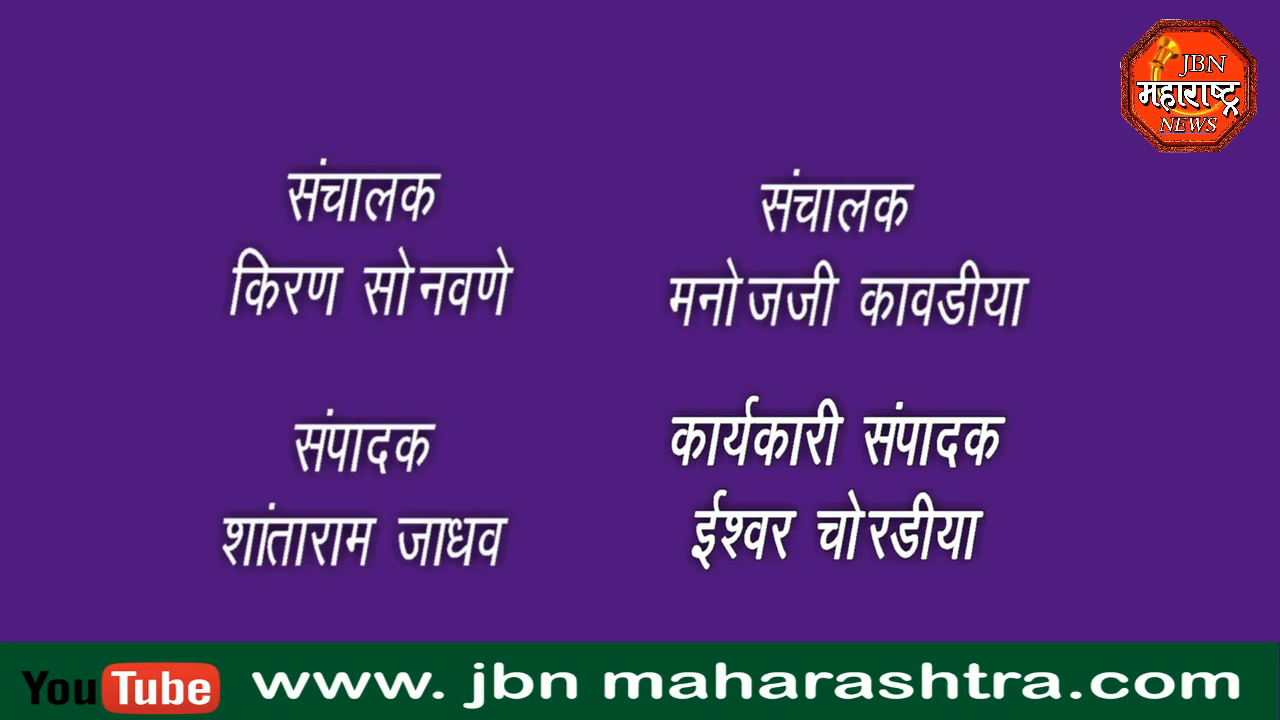 JBN
महाराष्ट्र
NEWS
संचालक
किरण सोनवणे
संचालक
मनोजजी कावडीया
संपादक
शांताराम जाधव
कार्यकारी संपादक
ईश्वर चोरडीया
YouTube www. jbn maharashtra.com